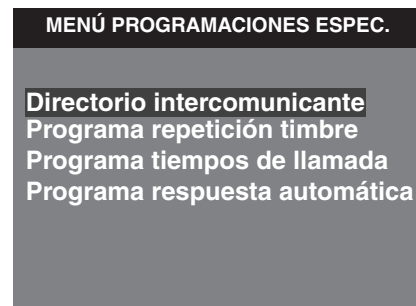 MENÚ PROGRAMACIONES ESPEC.
Directorio intercomunicante
Programa repetición timbre
Programa tiempos de llamada
Programa respuesta automática